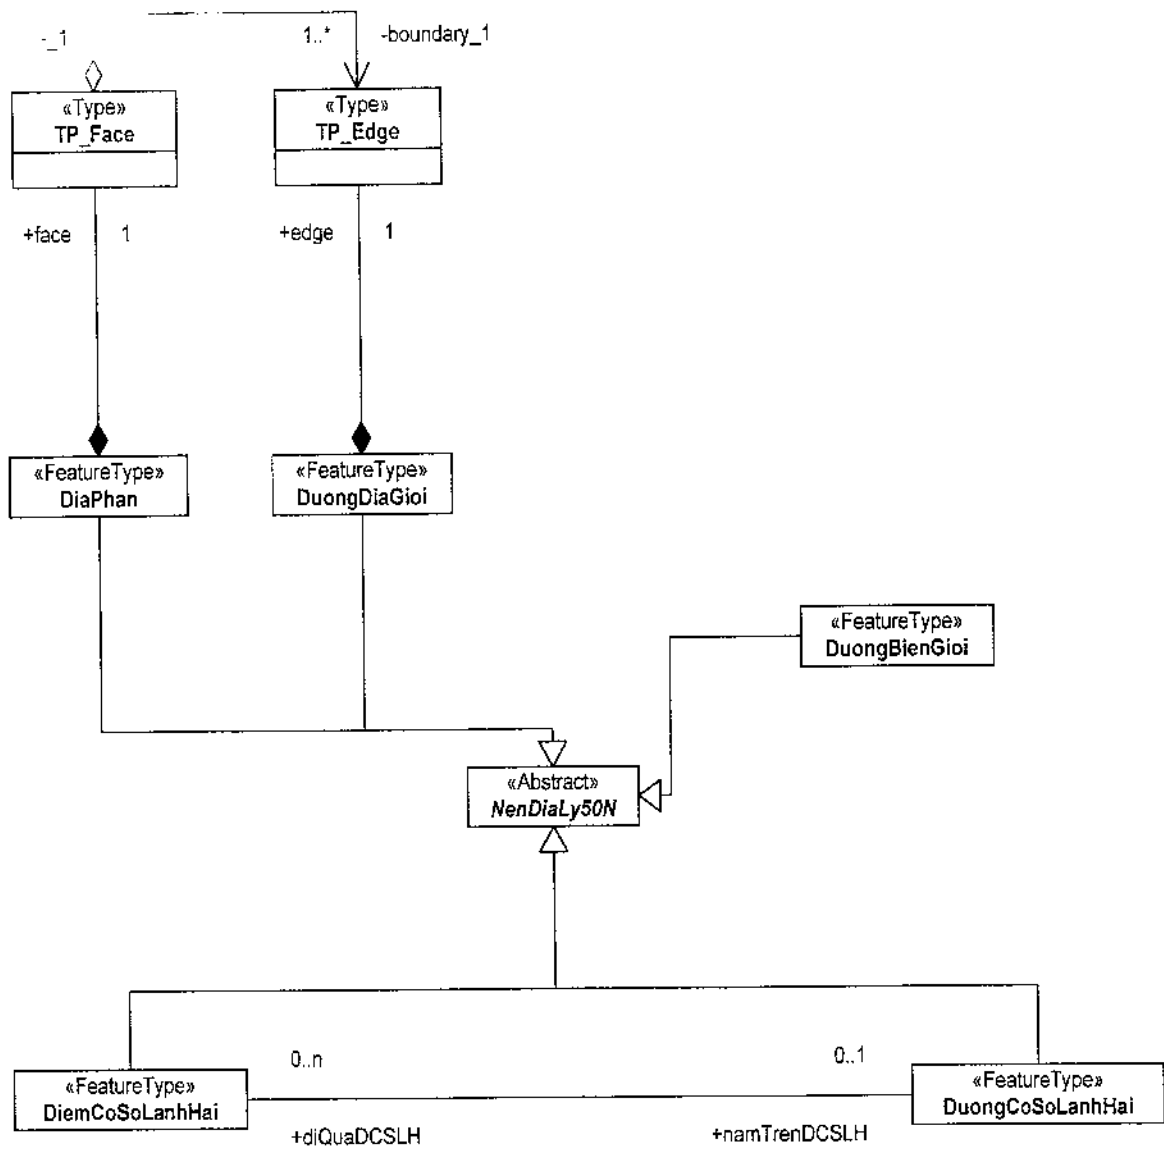 -_1
1..*
-boundary_1
«Type»
TP_Face
«Type»
TP_Edge
+face
1
+edge
1
«FeatureType»
DiaPhan
«FeatureType»
DuongDiaGioi
«FeatureType»
DuongBienGioi
«Abstract»
NenDiaLy50N
0..n
0..1
«FeatureType»
DiemCoSoLanhHai
«FeatureType»
DuongCoSoLanhHai
+diQuaDCSLH
+namTrenDCSLH